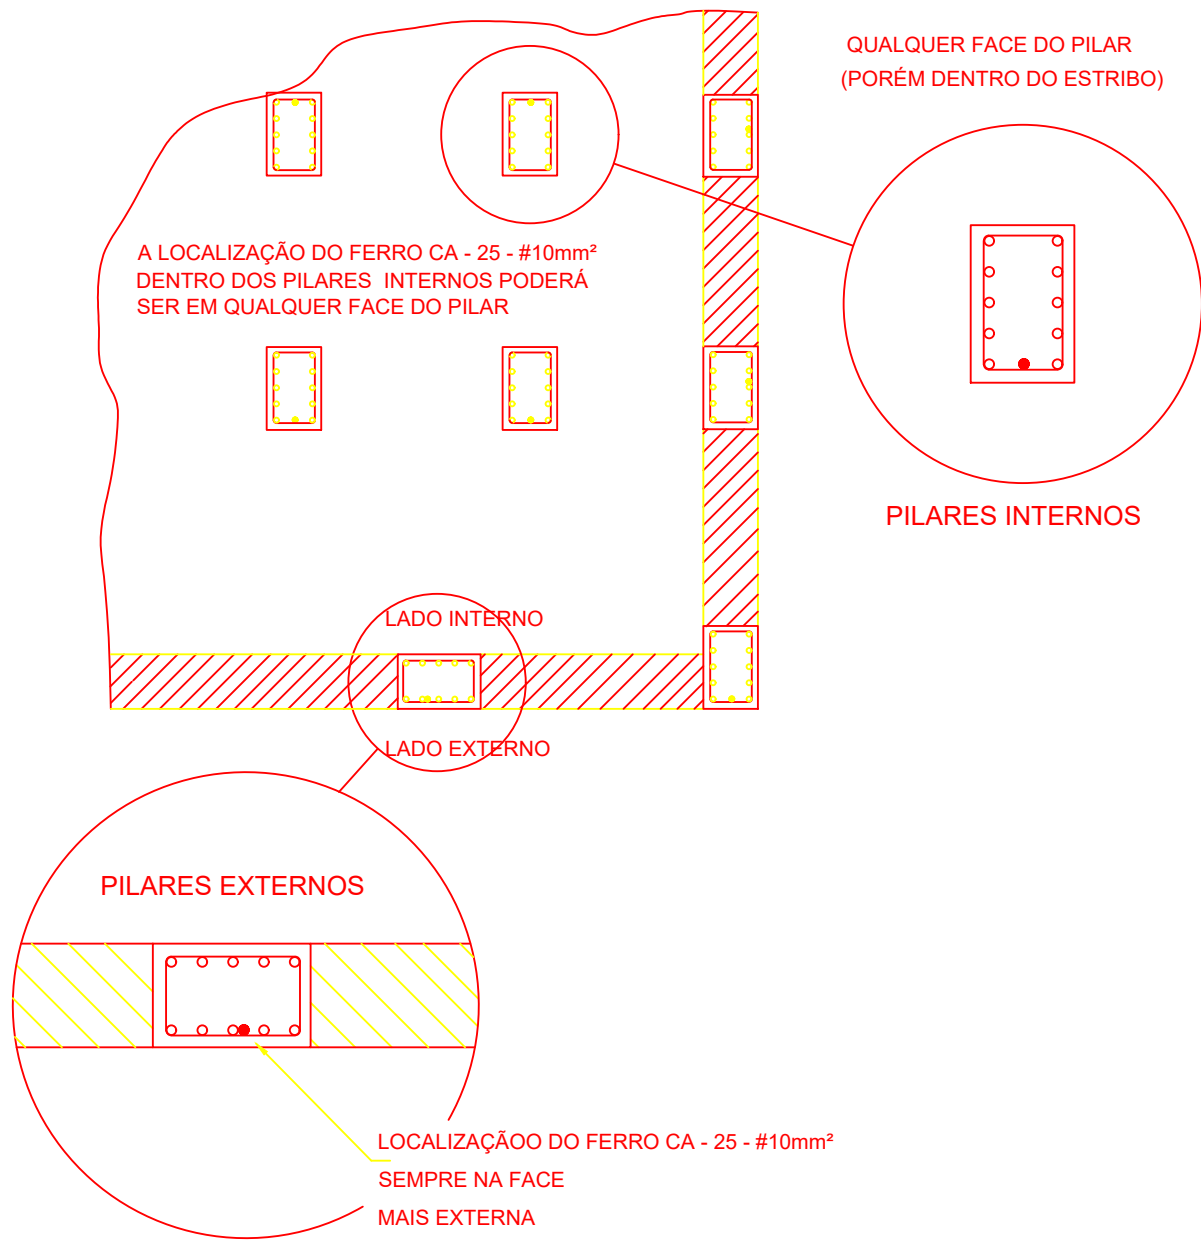 QUALQUER FACE DO PILAR
(PORÉM DENTRO DO ESTRIBO)
A LOCALIZAÇÃO DO FERRO CA - 25 - #10mm²
DENTRO DOS PILARES INTERNOS PODERÁ
SER EM QUALQUER FACE DO PILAR
PILARES INTERNOS
LADO INTERNO
LADO EXTERNO
PILARES EXTERNOS
LOCALIZAÇÃOO DO FERRO CA - 25 - #10mm²
SEMPRE NA FACE
MAIS EXTERNA